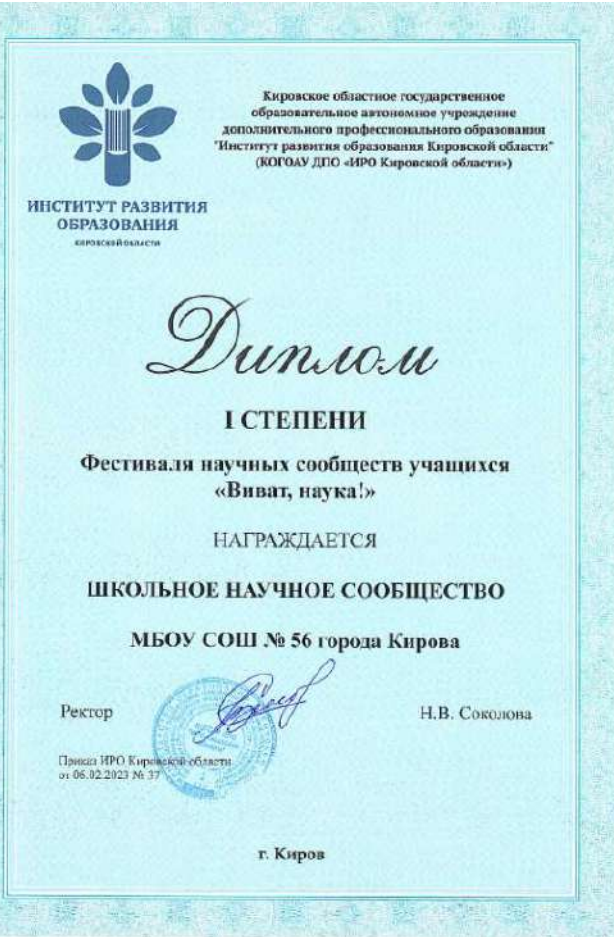 Кировское областное государственное
образовательное автономное учреждение
дополнительного профессионального образования
"Институт развития образования Кировской области"
(КОГОАУ ДПО «ИРО Кировской области»)
ИНСТИТУТ РАЗВИТИЯ
ОБРАЗОВАНИЯ
КИРОВСКОЙ ОБЛАСТИ
Диплом
I СТЕПЕНИ
Фестиваля научных сообществ учащихся
«Виват, наука!»
НАГРАЖДАЕТСЯ
ШКОЛЬНОЕ НАУЧНОЕ СООБЩЕСТВО
МБОУ СОШ № 56 города Кирова
Ректор
Н.В. Соколова
Приказ ИРО Кировской области
от 06.02.2023 № 37
г. Киров